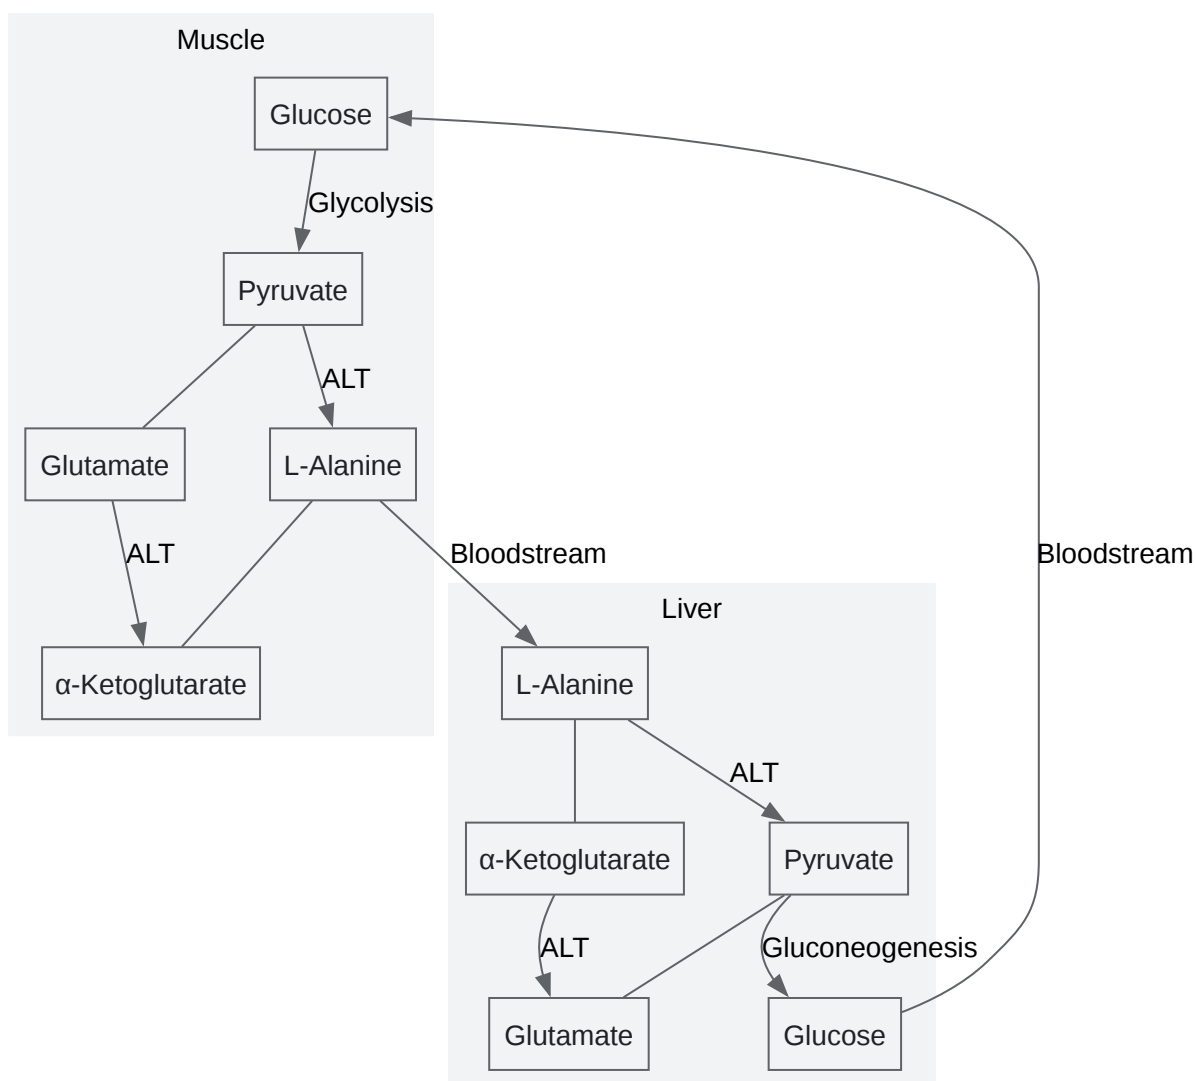 Muscle
Glucose
Glycolysis
Pyruvate
ALT
Glutamate
L-Alanine
ALT
Bloodstream
Bloodstream
Liver
α-Ketoglutarate
L-Alanine
ALT
α-Ketoglutarate
Pyruvate
ALT
Gluconeogenesis
Glutamate
Glucose